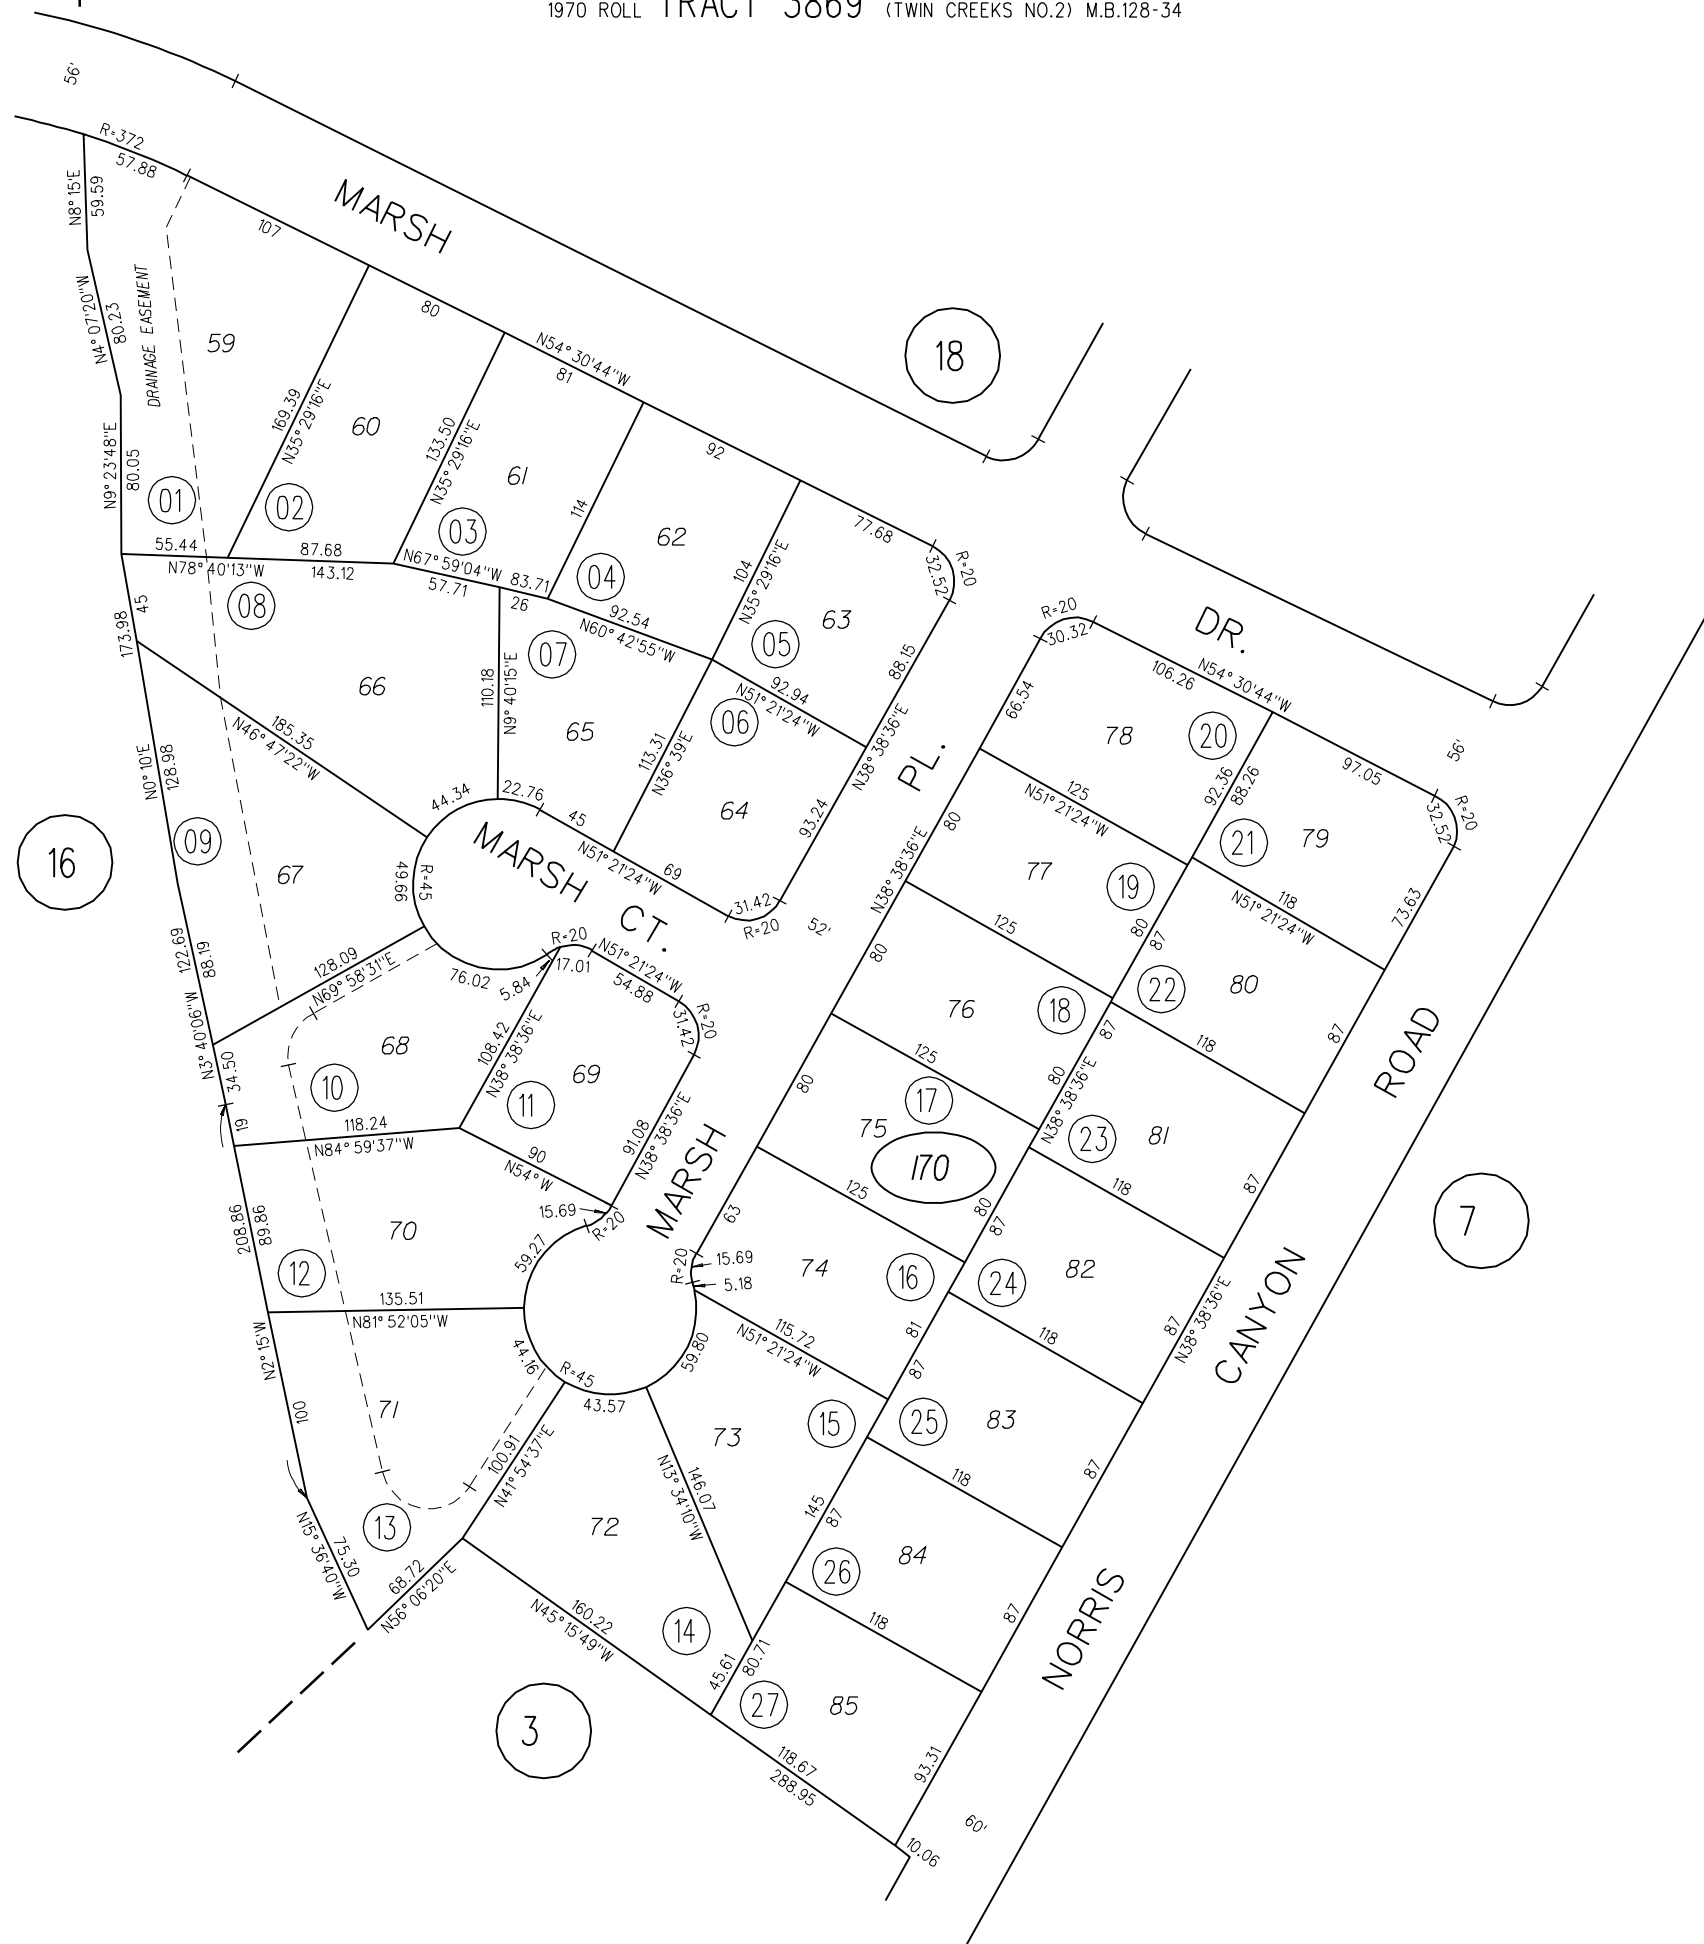 1970 ROLL TRACT 3869 (TWIN CREEKS NO.2) M.B.128-34
56'
R=372
57.88
N8° 15'E
59.59
107
MARSH
80
N54° 30'44"W
81
92
77.68
R=20
32.52
18
N4° 07'20"W
80.23
DRAINAGE EASEMENT
59
169.39
N35° 29'16"E
60
133.50
N35° 29'16"E
61
114
62
104
N35° 29'16"E
63
N9° 23'48"E
80.05
01
02
03
04
05
55.44
N78° 40'13"W
87.68
143.12
N67° 59'04"W
57.71
83.71
26
92.54
N60° 42'55"W
92.94
N51° 21'24"W
88.15
N38° 38'36"E
45
173.98
08
07
06
66
110.18
N9° 40'15"E
65
113.31
N36° 39'E
64
93.24
185.35
N46° 47'22"W
N0° 10'E
128.98
44.34
22.76
45
N51° 21'24"W
69
31.42
R=20
52'
16
09
67
49.66
R=45
MARSH
CT.
PL.
R=20
30.32
66.54
DR.
106.26
N54° 30'44"W
97.05
56'
R=20
32.52
78
20
92.36
88.26
125
N51° 21'24"W
79
21
118
N51° 21'24"W
73.63
80
N38° 38'36"E
77
19
80
87
125
80
22
80
76
18
87
118
87
ROAD
122.69
88.19
128.09
N69° 58'31"E
76.02
5.84
R=20
17.01
N51° 21'24"W
54.88
R=20
31.42
N3° 40'06"W
34.50
68
10
108.42
N38° 38'36"E
69
11
125
80
80
N38° 38'36"E
17
75
170
23
81
19
118.24
N84° 59'37"W
90
N54° W
91.08
N38° 38'36"E
MARSH
125
118
87
7
208.86
89.86
70
12
15.69
R=20
59.27
63
R=20
15.69
5.18
74
16
80
87
24
82
135.51
N81° 52'05"W
N2° 15'W
44.16
R=45
43.57
59.80
115.72
N51° 21'24"W
81
87
118
87
N38° 38'36"E
CANYON
100
71
73
15
25
83
100.91
N41° 54'37"E
146.07
N13° 34'10"W
118
87
13
72
145
87
N15° 36'40"W
75.30
68.72
N56° 06'20"E
26
84
160.22
N45° 15'49"W
14
118
87
NORRIS
45.61
80.71
3
27
85
118.67
288.95
93.31
10.06
60'